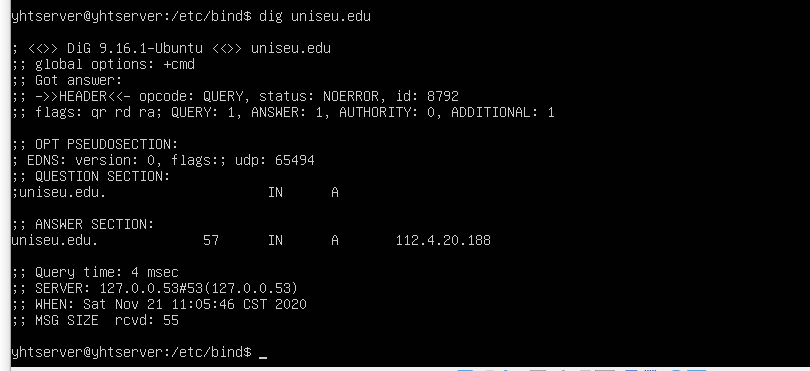 yhtserver@yhtserver:/etc/bind$ dig uniseu.edu
; <<>> DiG 9.16.1-Ubuntu <<>> uniseu.edu
;; global options: +cmd
;; Got answer:
;; ->>HEADER<<- opcode: QUERY, status: NOERROR, id: 8792
;; flags: qr rd ra; QUERY: 1, ANSWER: 1, AUTHORITY: 0, ADDITIONAL: 1
;; OPT PSEUDOSECTION:
; EDNS: version: 0, flags:; udp: 65494
;; QUESTION SECTION:
;uniseu.edu. IN A
;; ANSWER SECTION:
uniseu.edu. 57 IN A 112.4.20.188
;; Query time: 4 msec
;; SERVER: 127.0.0.53#53(127.0.0.53)
;; WHEN: Sat Nov 21 11:05:46 CST 2020
;; MSG SIZE rcvd: 55
yhtserver@yhtserver:/etc/bind$ _